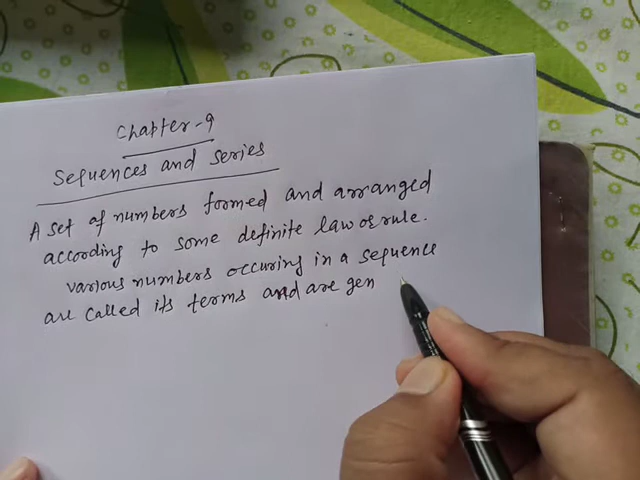 Chapter-9
Sequences and series
A set of numbers formed and arranged
according to some definite law or rule.
various numbers occuring in a sequence
are called its terms and are gen